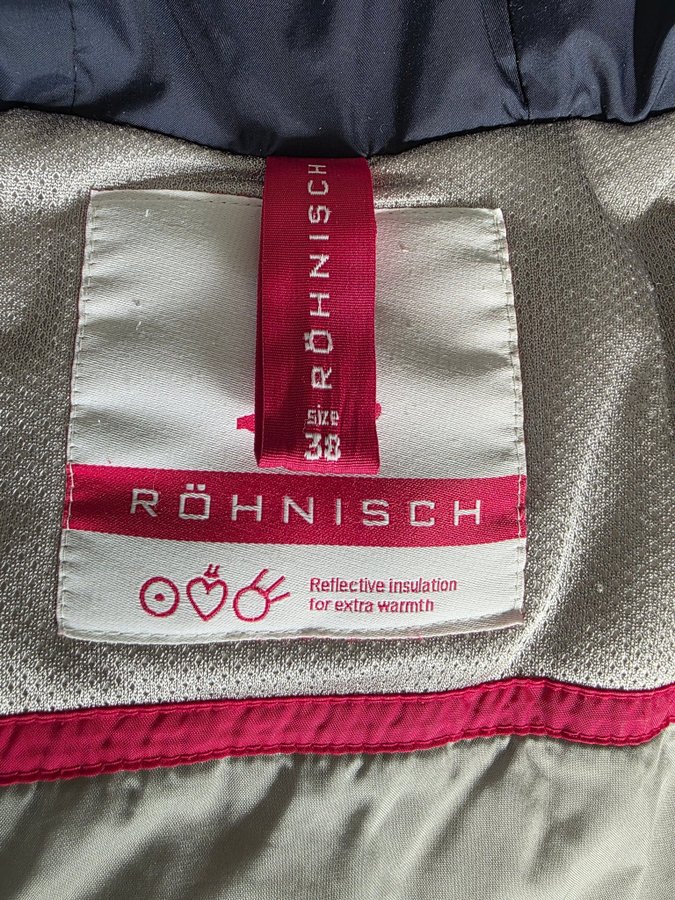 RÖHNISCH
size
38
RÖHNISCH
Reflective insulation
for extra warmth